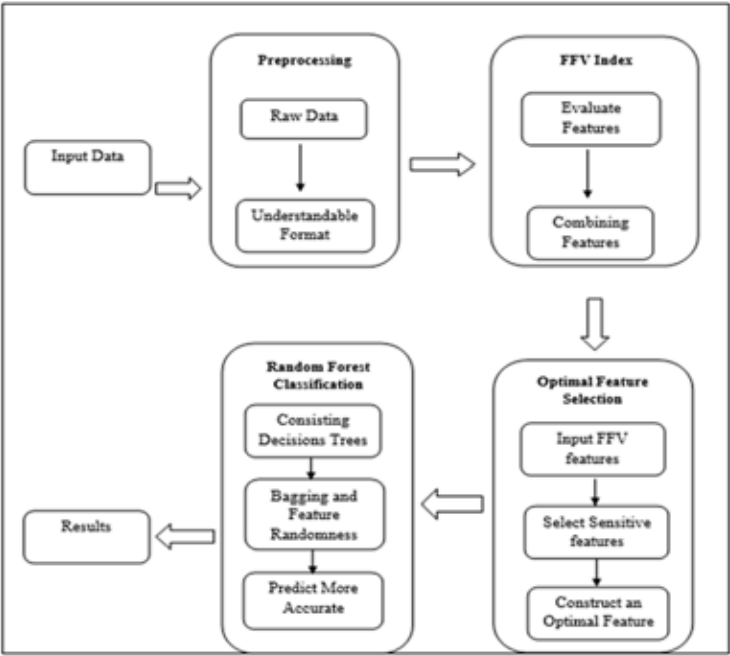 Input Data
Preprocessing
Raw Data
Understandable
Format
FFV Index
Evaluate
Features
Combining
Features
Optimal Feature
Selection
Input FFV
features
Select Sensitive
features
Construct an
Optimal Feature
Random Forest
Classification
Consisting
Decisions Trees
Bagging and
Feature
Randomness
Predict More
Accurate
Results